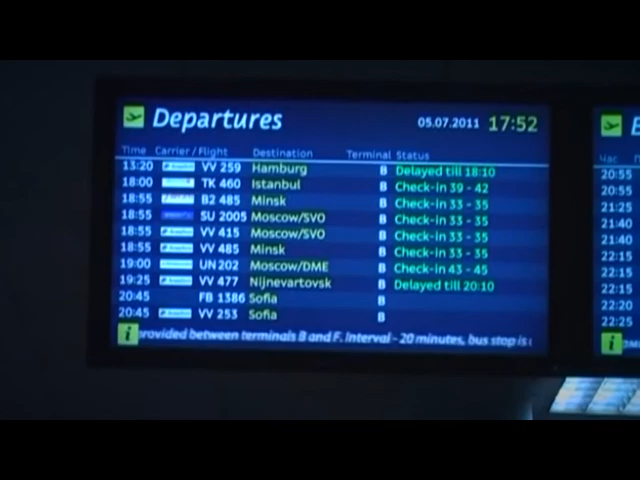 Departures 05.07.2011 17:52
Time Carrier / Flight Destination Terminal Status
13:20 VV 259 Hamburg B Delayed till 18:10
18:00 TK 460 Istanbul B Check-in 39 - 42
18:55 B2 485 Minsk B Check-in 33 - 35
18:55 SU 2005 Moscow/SVO B Check-in 33 - 35
18:55 VV 415 Moscow/SVO B Check-in 33 - 35
18:55 VV 485 Minsk B Check-in 33 - 35
19:00 UN 202 Moscow/DME B Check-in 43 - 45
19:25 VV 477 Nijnevartovsk B Delayed till 20:10
20:45 FB 1386 Sofia B
20:45 VV 253 Sofia B
i provided between terminals B and F. Interval - 20 minutes, bus stop is
Час
20:55
20:55
21:25
21:40
21:40
22:15
22:15
22:15
22:20
22:25
i